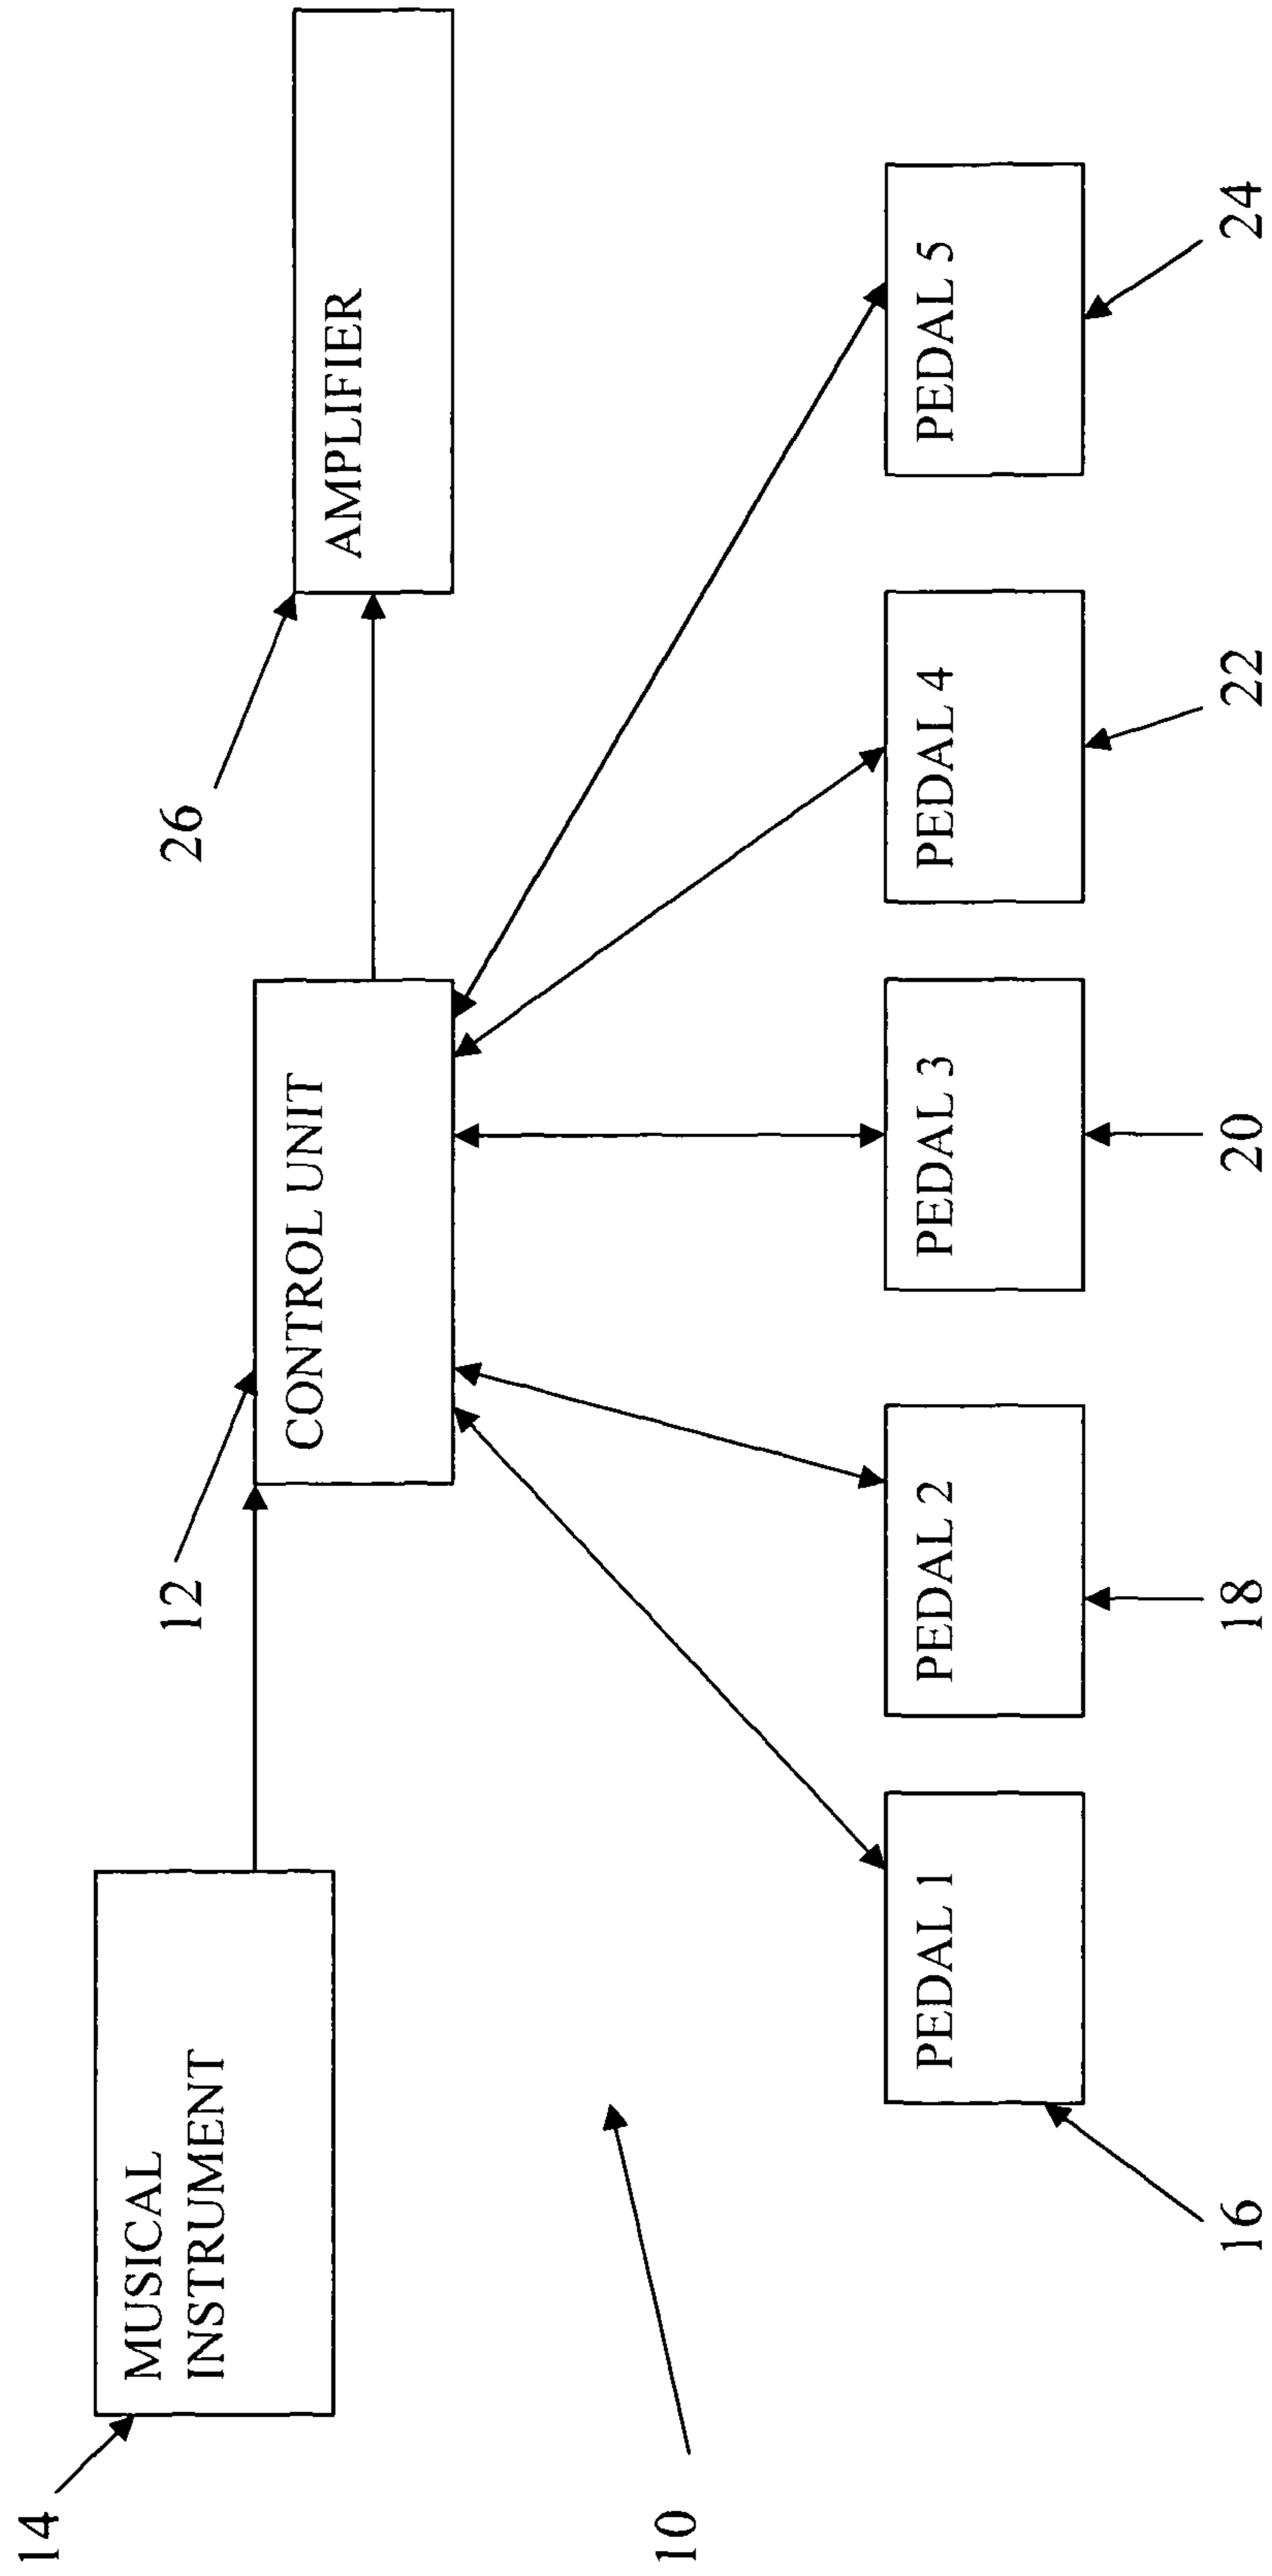 14
MUSICAL
INSTRUMENT
12
CONTROL UNIT
26
AMPLIFIER
10
16
PEDAL 1
18
PEDAL 2
20
PEDAL 3
22
PEDAL 4
24
PEDAL 5